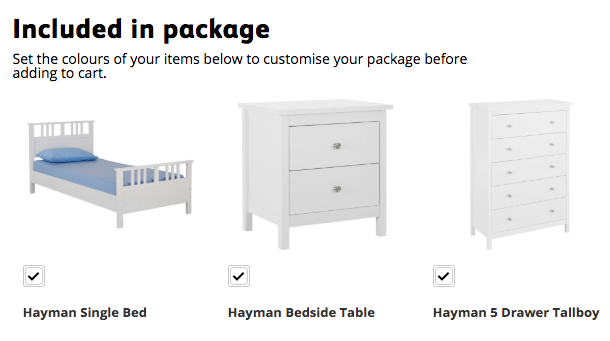 Included in package
Set the colours of your items below to customise your package before
adding to cart.
Hayman Single Bed
Hayman Bedside Table
Hayman 5 Drawer Tallboy